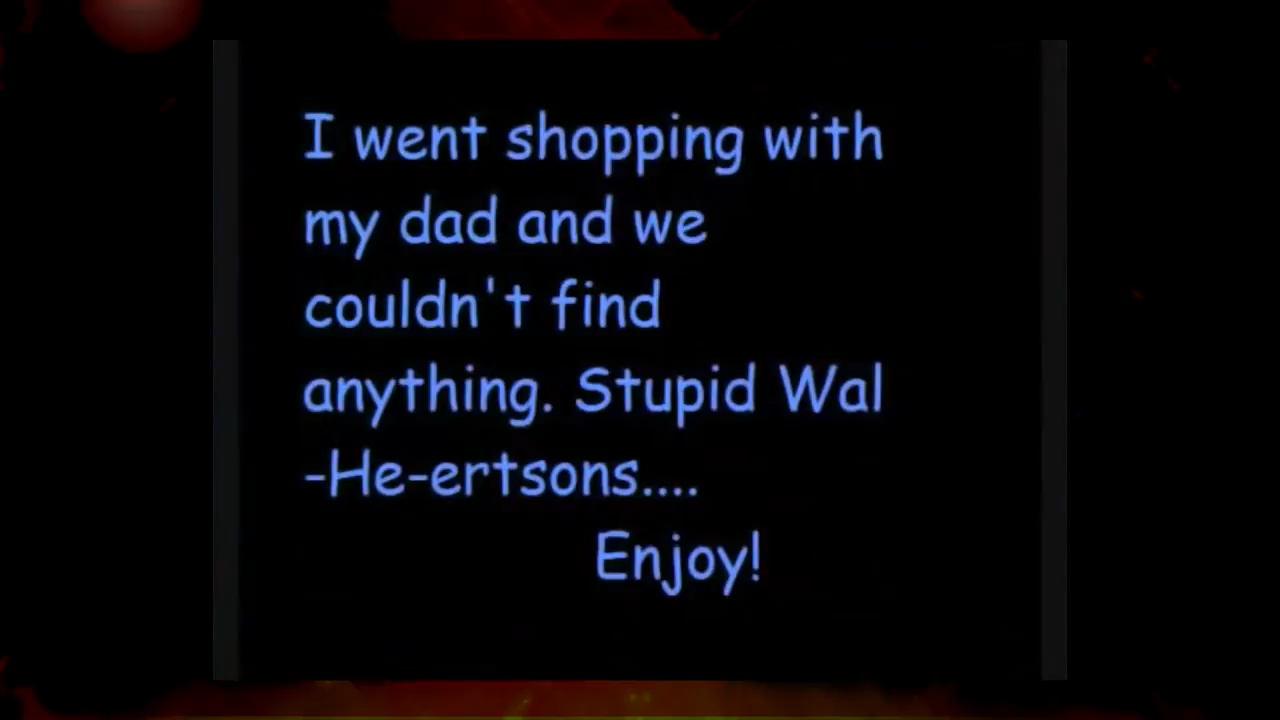 I went shopping with
my dad and we
couldn't find
anything. Stupid Wal
-He-ertsons....
Enjoy!